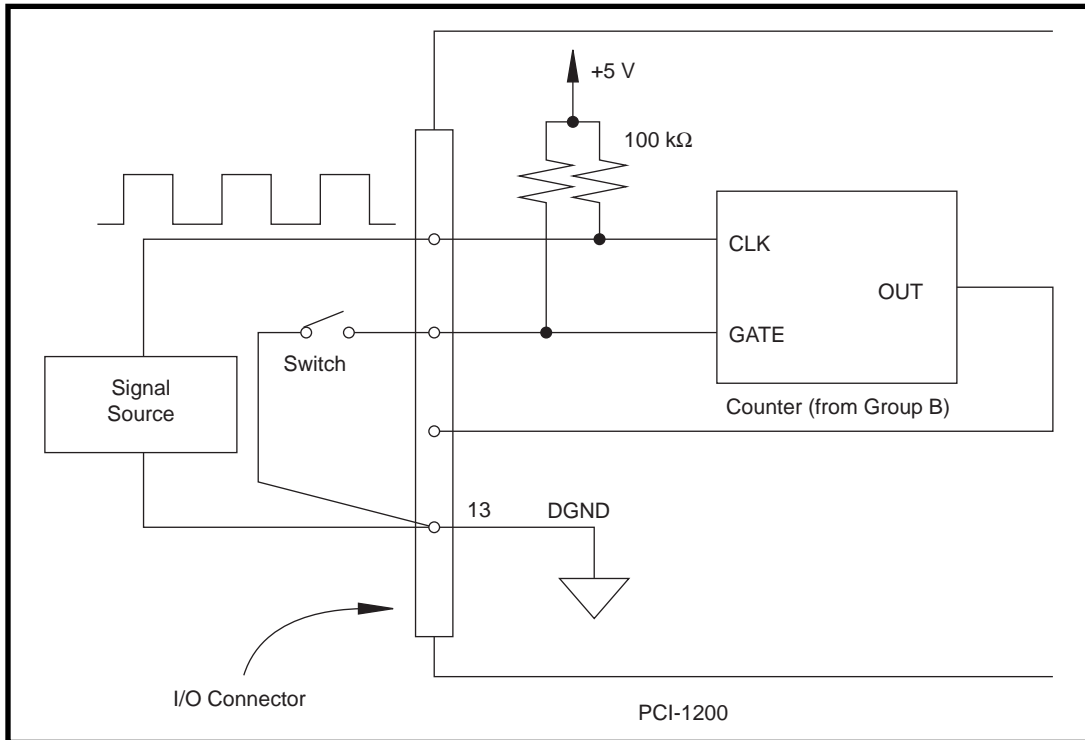 +5 V
100 kΩ
CLK
OUT
GATE
Switch
Signal
Source
Counter (from Group B)
13
DGND
I/O Connector
PCI-1200